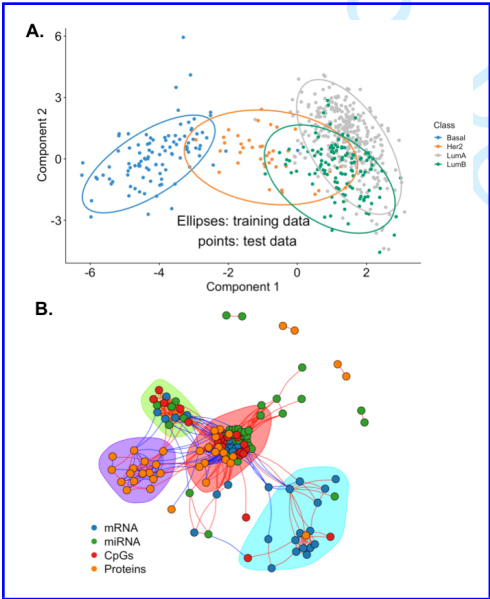 A.
6
3
0
-3
Component 2
Ellipses: training data
points: test data
-6
-4
-2
0
2
Component 1
Class
Basal
Her2
LumA
LumB
B.
mRNA
miRNA
CpGs
Proteins